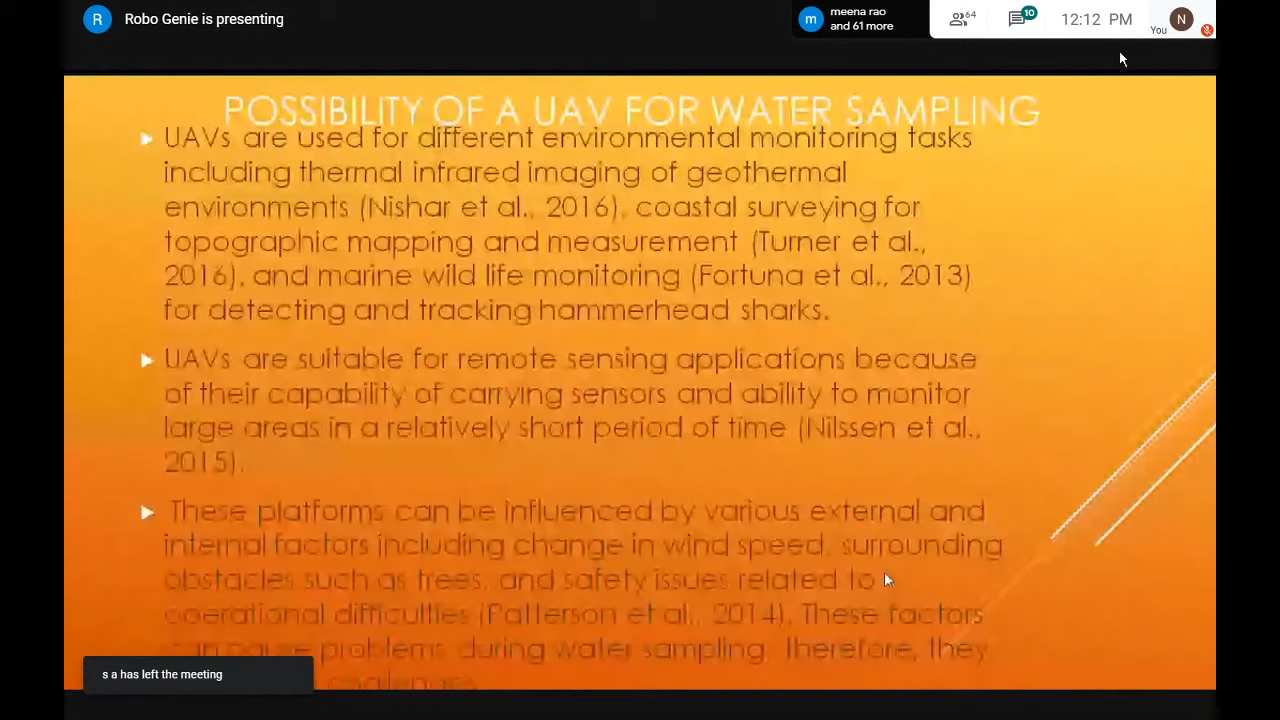 R Robo Genie is presenting
m meena rao
and 61 more
64
10
12:12 PM
You
N
POSSIBILITY OF A UAV FOR WATER SAMPLING
UAVs are used for different environmental monitoring tasks
including thermal infrared imaging of geothermal
environments (Nishar et al., 2016), coastal surveying for
topographic mapping and measurement (Turner et al.,
2016), and marine wild life monitoring (Fortuna et al., 2013)
for detecting and tracking hammerhead sharks.
UAVs are suitable for remote sensing applications because
of their capability of carrying sensors and ability to monitor
large areas in a relatively short period of time (Nilssen et al.,
2015).
These platforms can be influenced by various external and
internal factors including change in wind speed, surrounding
obstacles such as trees, and safety issues related to
operational difficulties (Patterson et al., 2014). These factors
can cause problems during water sampling. Therefore, they
challenges
s a has left the meeting